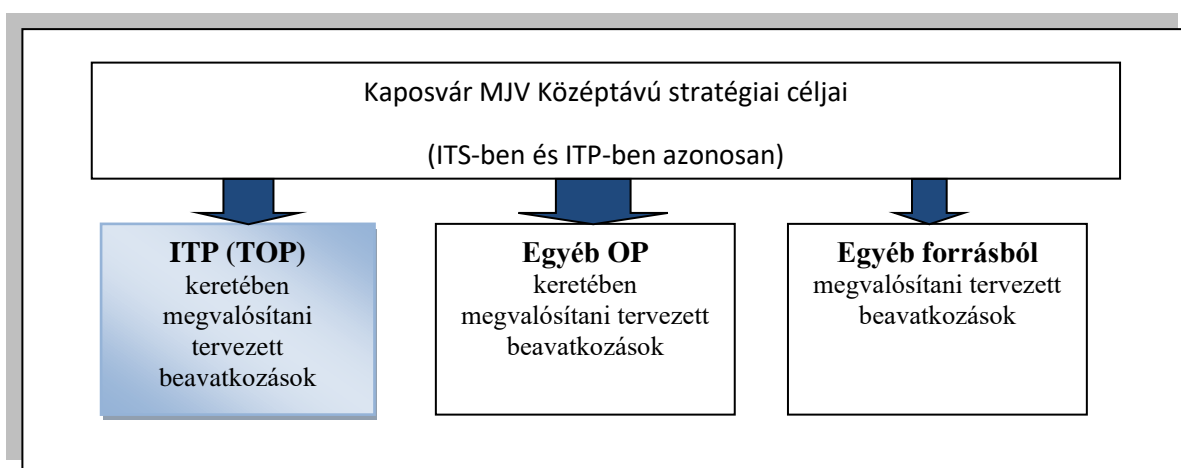 Kaposvár MJV Középtávú stratégiai céljai
(ITS-ben és ITP-ben azonosan)
ITP (TOP)
keretében
megvalósítani
tervezett
beavatkozások
Egyéb OP
keretében
megvalósítani tervezett
beavatkozások
Egyéb forrásból
megvalósítani tervezett
beavatkozások